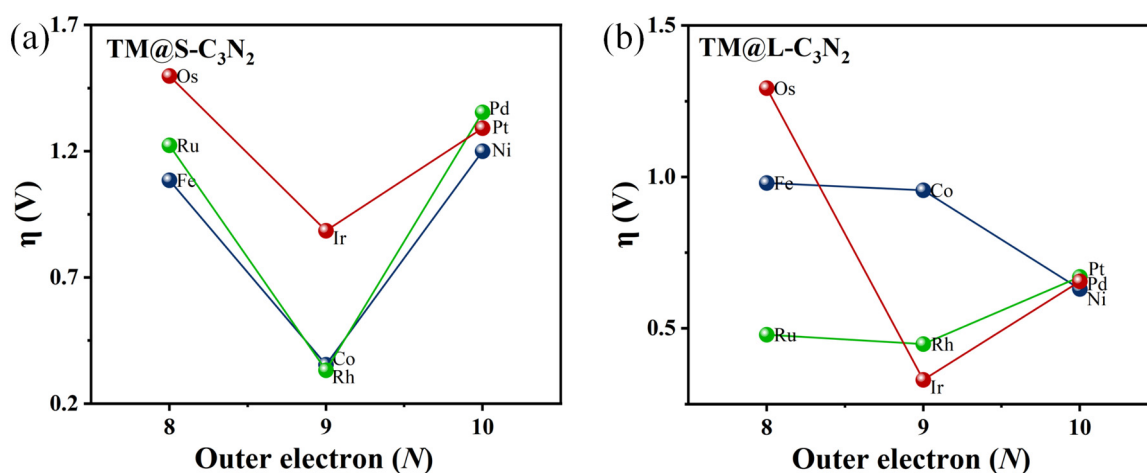 (a)
TM@S-C₃N₂
η (V)
1.7
1.2
0.7
0.2
Os
Ru
Fe
Ir
Co
Rh
Pd
Pt
Ni
8
9
10
Outer electron (N)
(b)
TM@L-C₃N₂
η (V)
1.5
1.0
0.5
Os
Fe
Co
Ru
Rh
Ir
Pt
Pd
Ni
8
9
10
Outer electron (N)